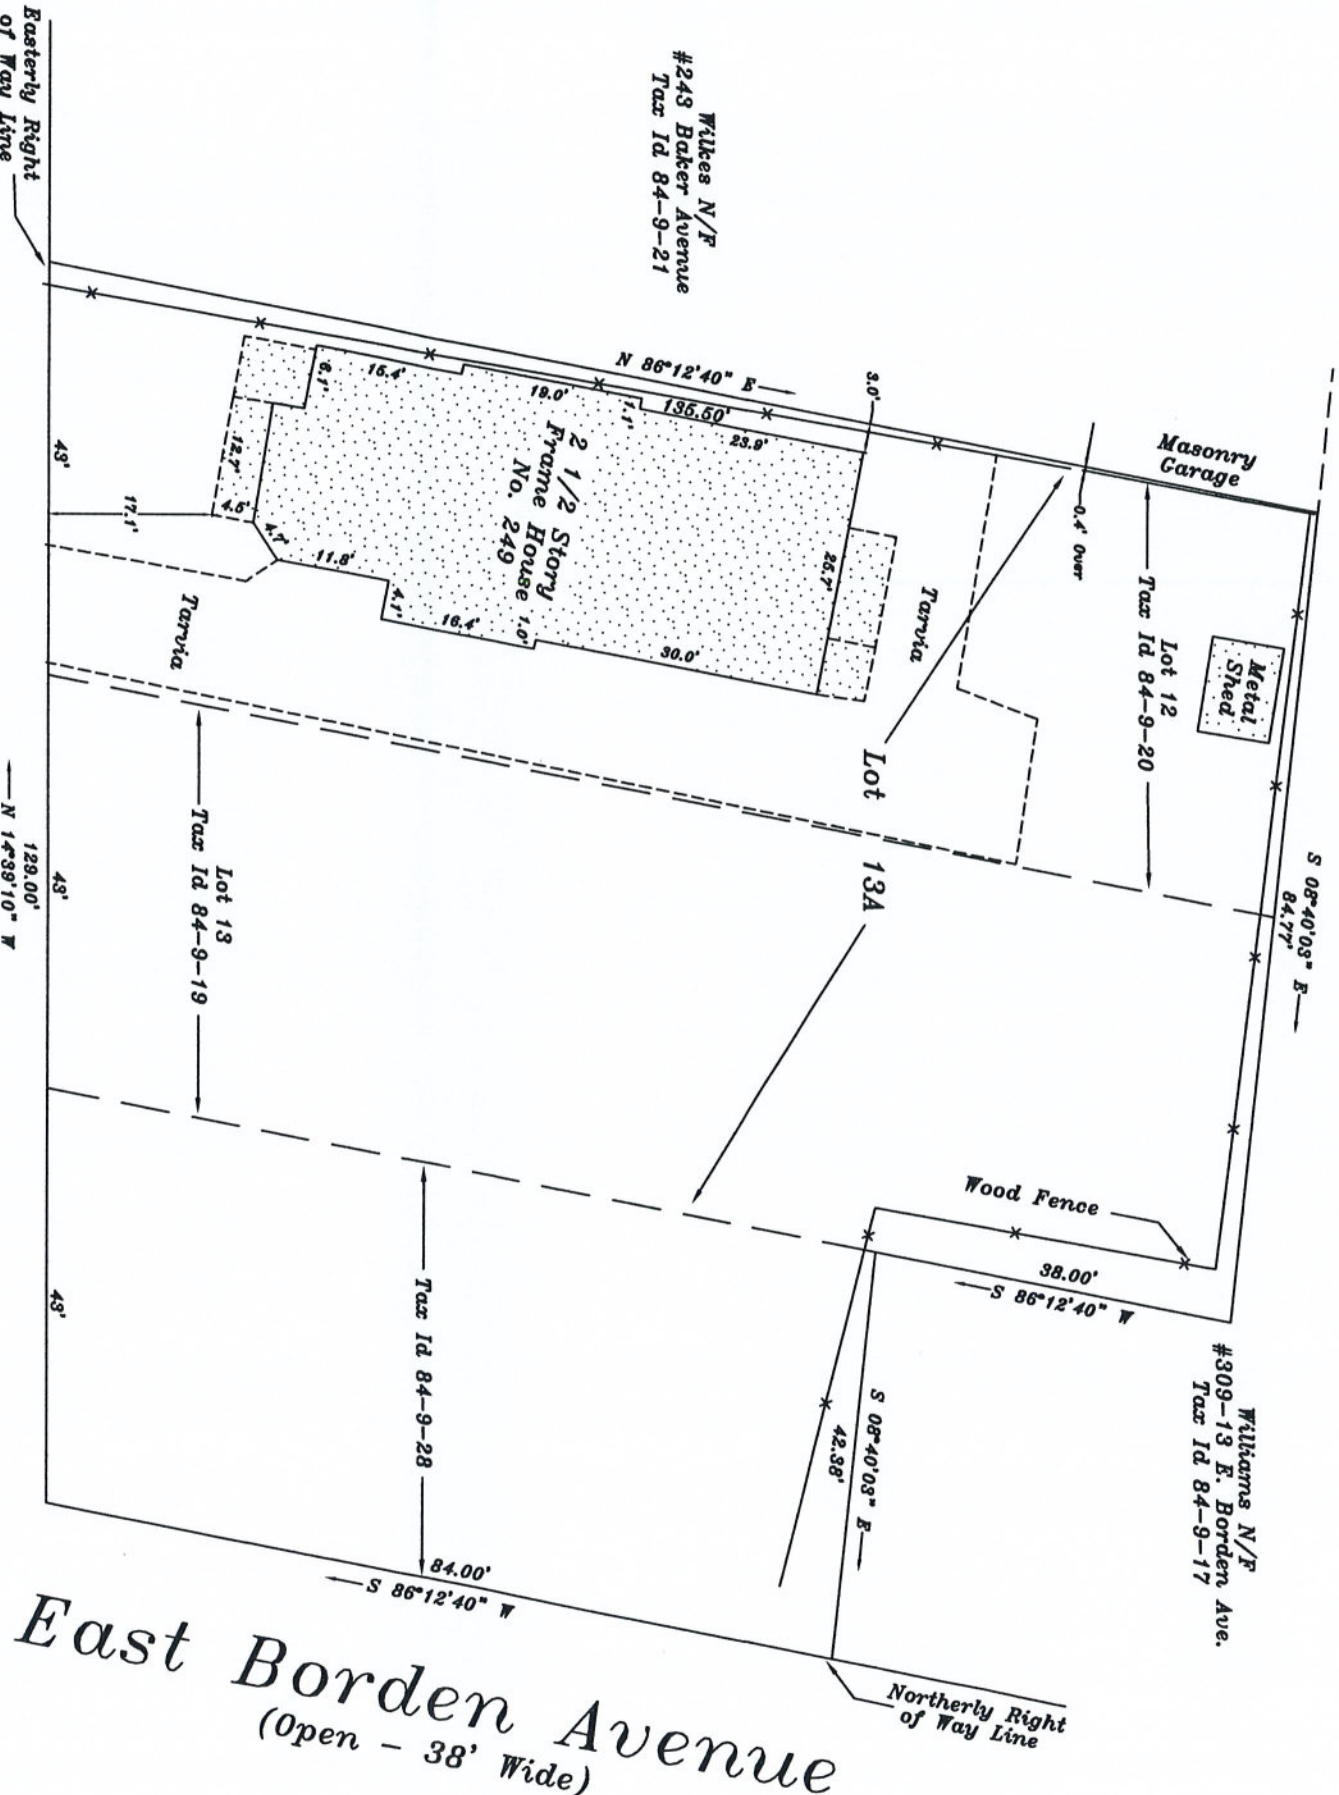 Easterly Right
of Way Line
Wilkes N/F
#243 Baker Avenue
Tax Id 84-9-21
N 86°12'40" E
135.50'
3.0'
Masonry
Garage
0.4' Over
Lot 12
Tax Id 84-9-20
Metal
Shed
S 08°40'03" E
84.77'
6.1'
15.4'
19.0'
1.1'
23.9'
2 1/2 Story
Frame House
No. 249
26.7'
Tarvia
12.7'
4.5'
4.7'
11.8'
4.1'
16.4'
1.0'
30.0'
43'
17.1'
Tarvia
Lot 13A
Lot 13
Tax Id 84-9-19
43'
129.00'
N 14°39'10" W
Wood Fence
38.00'
S 86°12'40" W
Williams N/F
#309-13 E. Borden Ave.
Tax Id 84-9-17
S 08°40'03" E
42.38'
Tax Id 84-9-28
43'
84.00'
S 86°12'40" W
Northerly Right
of Way Line
East Borden Avenue
(Open - 38' Wide)